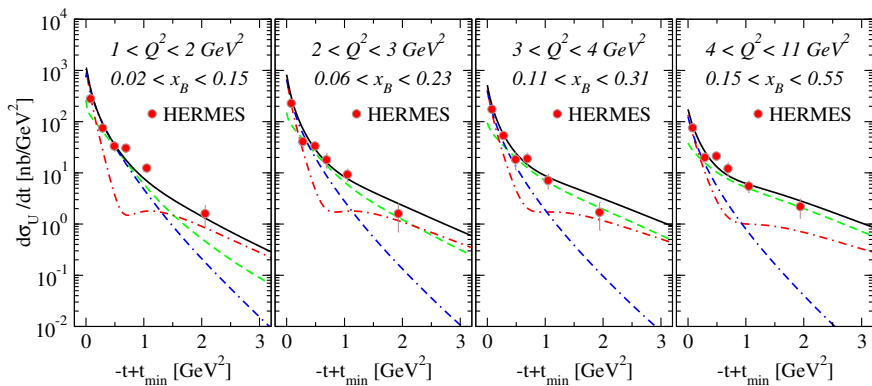 dσ_U/dt [nb/GeV²]
10⁴
10³
10²
10¹
10⁰
10⁻¹
10⁻²
1 < Q² < 2 GeV²
0.02 < x_B < 0.15
HERMES
2 < Q² < 3 GeV²
0.06 < x_B < 0.23
HERMES
3 < Q² < 4 GeV²
0.11 < x_B < 0.31
HERMES
4 < Q² < 11 GeV²
0.15 < x_B < 0.55
HERMES
0 1 2 3
0 1 2 3
0 1 2 3
0 1 2 3
-t+t_min [GeV²]
-t+t_min [GeV²]
-t+t_min [GeV²]
-t+t_min [GeV²]